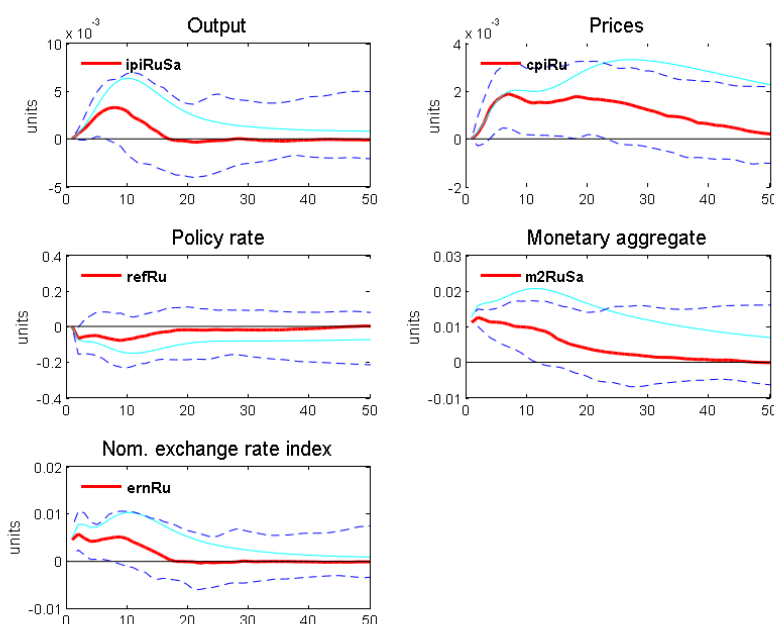 Output
x 10^-3
10
5
0
-5
units
ipiRuSa
0 10 20 30 40 50
Prices
x 10^-3
4
2
0
-2
units
cpiRu
0 10 20 30 40 50
Policy rate
0.4
0.2
0
-0.2
-0.4
units
refRu
0 10 20 30 40 50
Monetary aggregate
0.03
0.02
0.01
0
-0.01
units
m2RuSa
0 10 20 30 40 50
Nom. exchange rate index
0.02
0.01
0
-0.01
units
ernRu
0 10 20 30 40 50